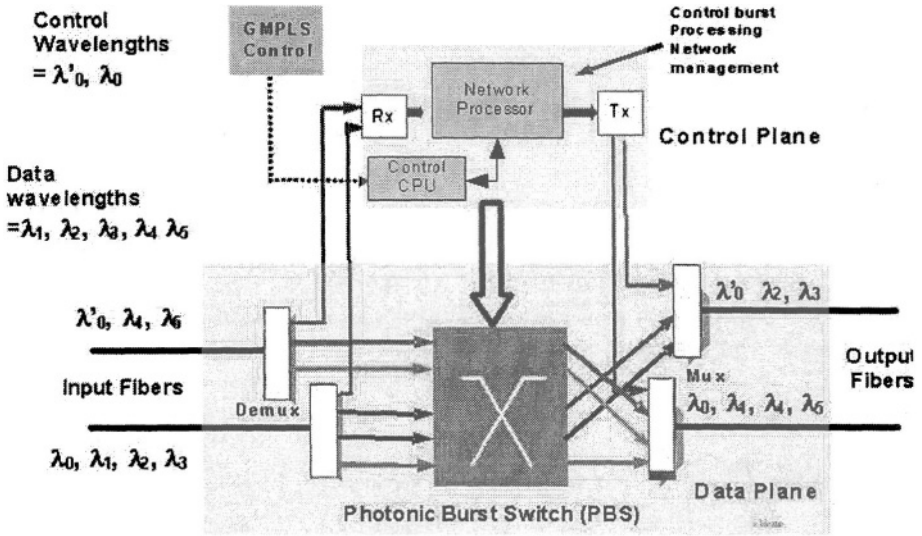 Control
Wavelengths
= λ'0, λ0
GMPLS
Control
Control burst
Processing
Network
management
Rx
Network
Processor
Tx
Control Plane
Control
CPU
Data
wavelengths
=λ1, λ2, λ3, λ4 λ5
λ'0, λ4, λ6
Input Fibers
Demux
λ0, λ1, λ2, λ3
λ'0 λ2, λ3
Mux
Output
Fibers
λ0, λ4, λ4, λ5
Data Plane
Photonic Burst Switch (PBS)